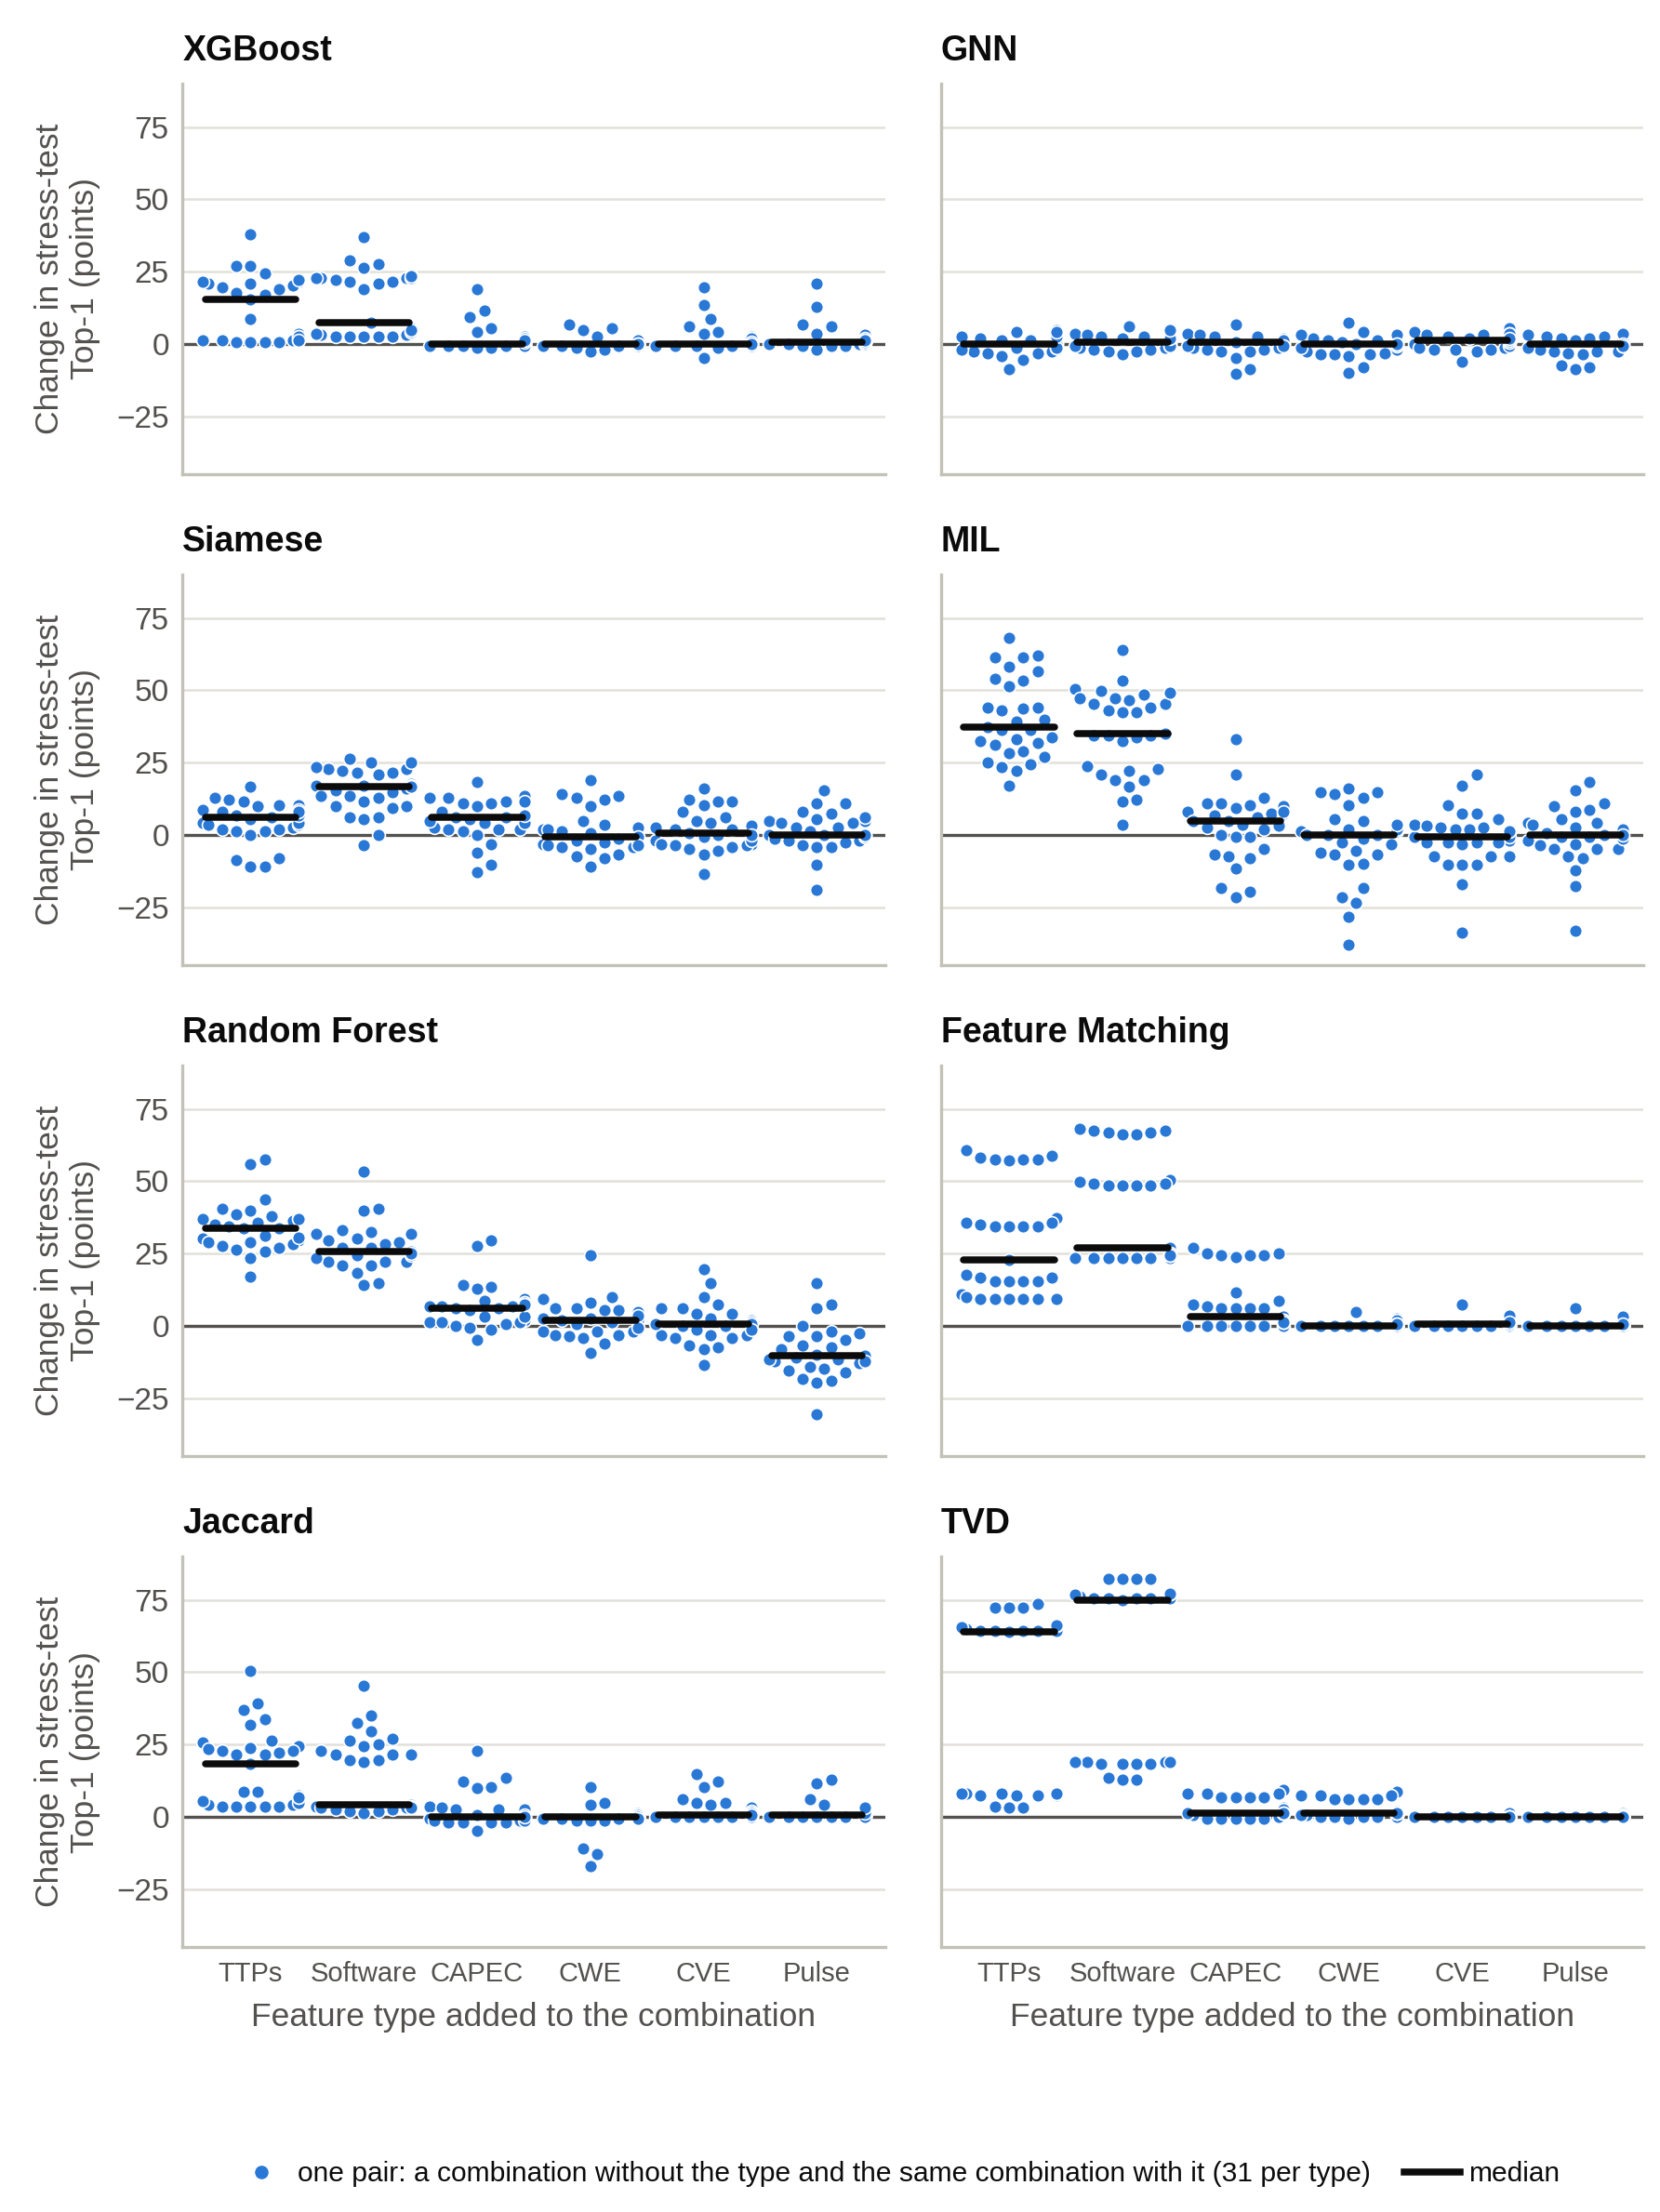 XGBoost
GNN
Change in stress-test
Top-1 (points)
75
50
25
0
−25
Siamese
MIL
Change in stress-test
Top-1 (points)
75
50
25
0
−25
Random Forest
Feature Matching
Change in stress-test
Top-1 (points)
75
50
25
0
−25
Jaccard
TVD
Change in stress-test
Top-1 (points)
75
50
25
0
−25
TTPs Software CAPEC CWE CVE Pulse
TTPs Software CAPEC CWE CVE Pulse
Feature type added to the combination
Feature type added to the combination
one pair: a combination without the type and the same combination with it (31 per type)
median